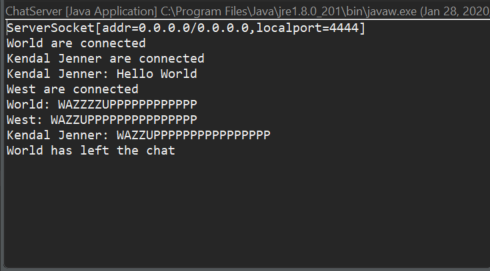 ChatServer [Java Application] C:\Program Files\Java\jre1.8.0_201\bin\javaw.exe (Jan 28, 2020
ServerSocket[addr=0.0.0.0/0.0.0.0,localport=4444]
World are connected
Kendal Jenner are connected
Kendal Jenner: Hello World
West are connected
World: WAZZZZUPPPPPPPPPPPP
West: WAZZUPPPPPPPPPPPPPPP
Kendal Jenner: WAZZUPPPPPPPPPPPPPPPP
World has left the chat